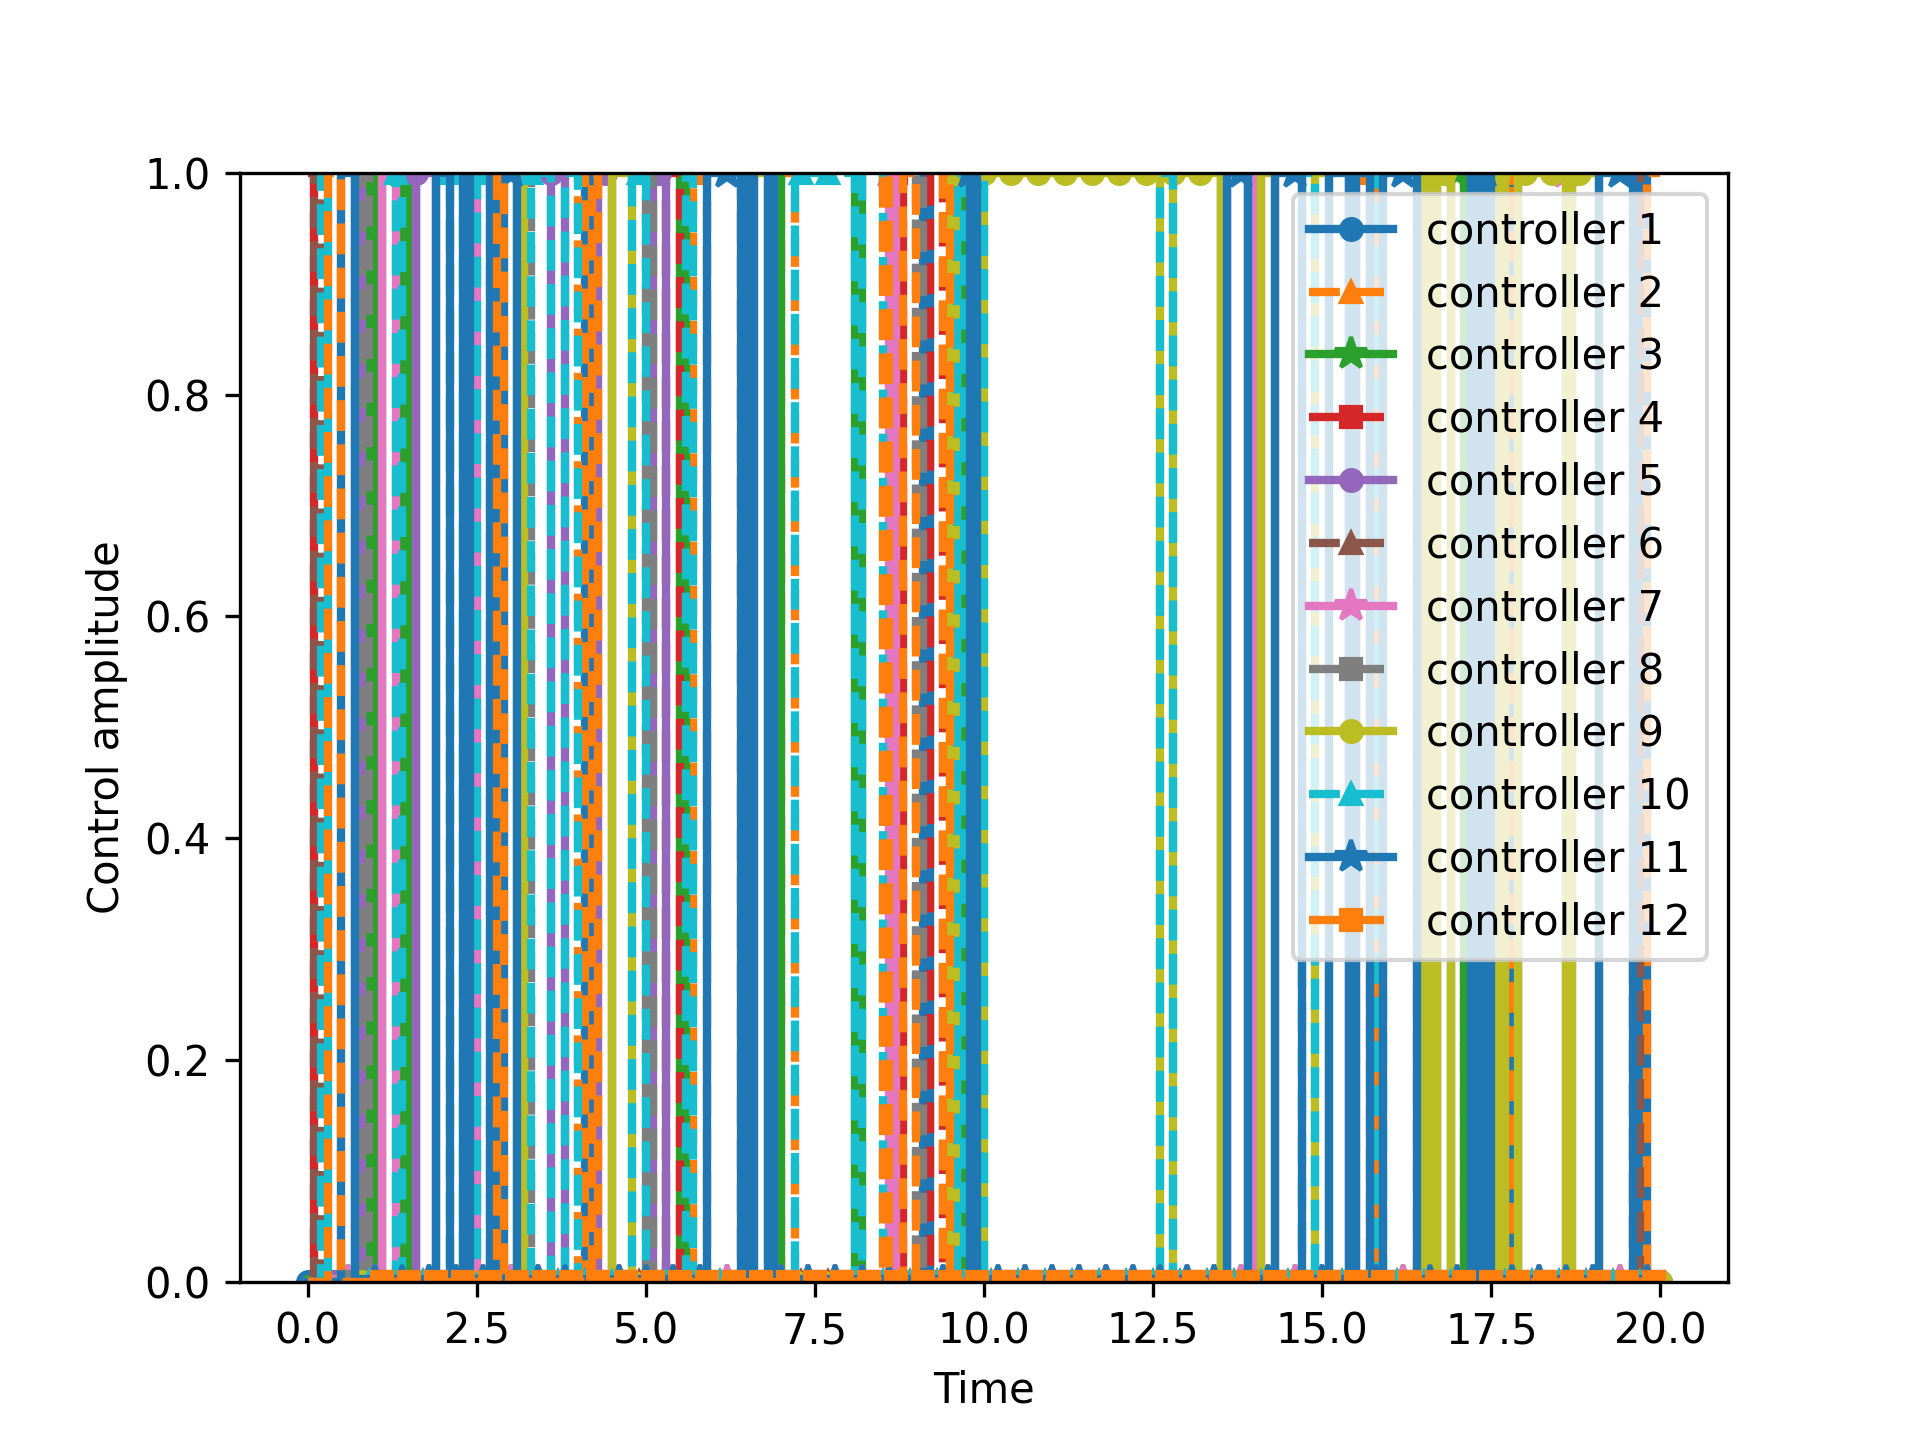 1.0
0.8
0.6
0.4
0.2
0.0
Control amplitude
controller 1
controller 2
controller 3
controller 4
controller 5
controller 6
controller 7
controller 8
controller 9
controller 10
controller 11
controller 12
0.0 2.5 5.0 7.5 10.0 12.5 15.0 17.5 20.0
Time